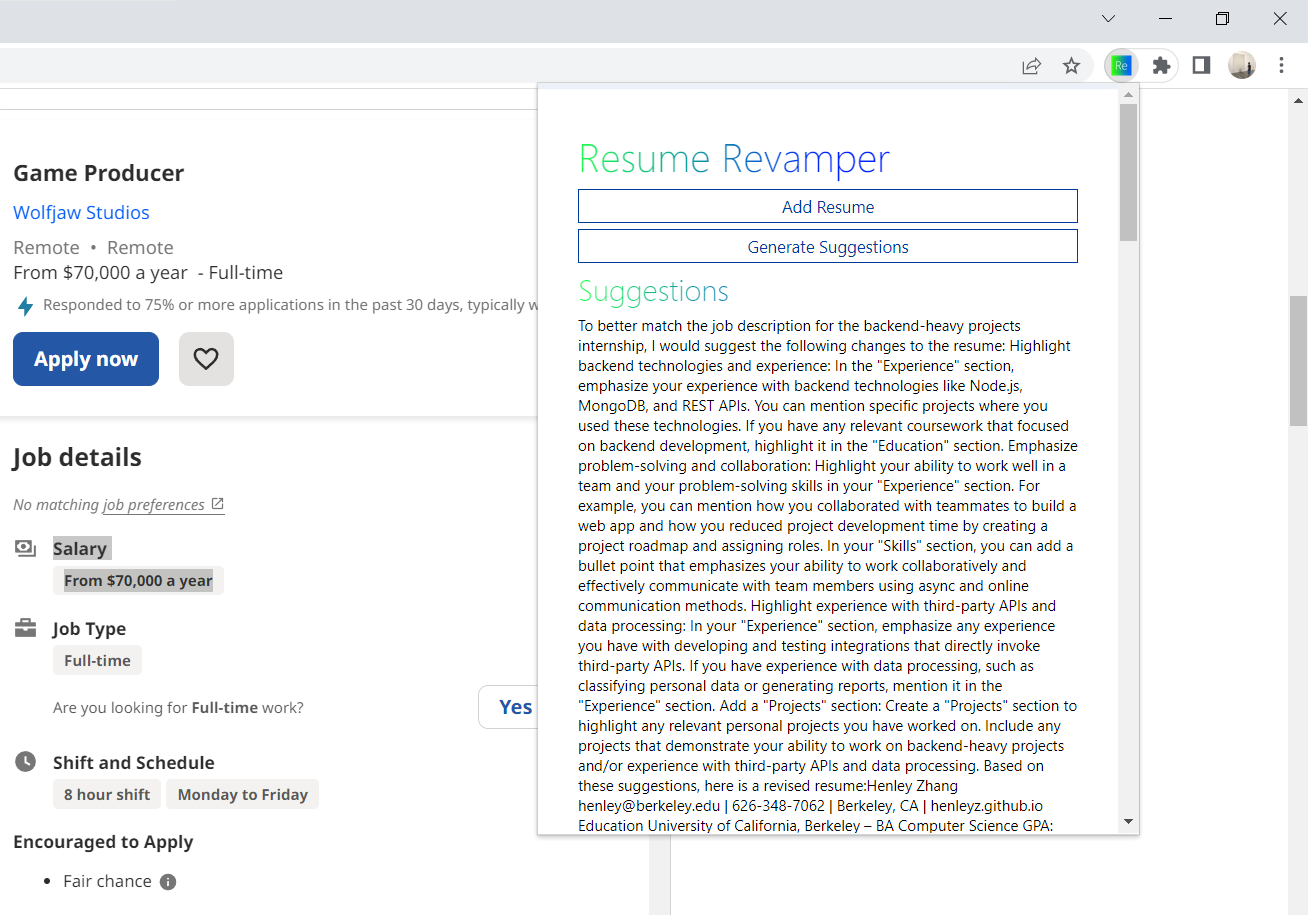 Re
Game Producer
Wolfjaw Studios
Remote • Remote
From $70,000 a year - Full-time
Responded to 75% or more applications in the past 30 days, typically w
Apply now
Job details
No matching job preferences
Salary
From $70,000 a year
Job Type
Full-time
Are you looking for Full-time work?
Yes
Shift and Schedule
8 hour shift
Monday to Friday
Encouraged to Apply
• Fair chance
Resume Revamper
Add Resume
Generate Suggestions
Suggestions
To better match the job description for the backend-heavy projects
internship, I would suggest the following changes to the resume: Highlight
backend technologies and experience: In the "Experience" section,
emphasize your experience with backend technologies like Node.js,
MongoDB, and REST APIs. You can mention specific projects where you
used these technologies. If you have any relevant coursework that focused
on backend development, highlight it in the "Education" section. Emphasize
problem-solving and collaboration: Highlight your ability to work well in a
team and your problem-solving skills in your "Experience" section. For
example, you can mention how you collaborated with teammates to build a
web app and how you reduced project development time by creating a
project roadmap and assigning roles. In your "Skills" section, you can add a
bullet point that emphasizes your ability to work collaboratively and
effectively communicate with team members using async and online
communication methods. Highlight experience with third-party APIs and
data processing: In your "Experience" section, emphasize any experience
you have with developing and testing integrations that directly invoke
third-party APIs. If you have experience with data processing, such as
classifying personal data or generating reports, mention it in the
"Experience" section. Add a "Projects" section: Create a "Projects" section to
highlight any relevant personal projects you have worked on. Include any
projects that demonstrate your ability to work on backend-heavy projects
and/or experience with third-party APIs and data processing. Based on
these suggestions, here is a revised resume:Henley Zhang
henley@berkeley.edu | 626-348-7062 | Berkeley, CA | henleyz.github.io
Education University of California, Berkeley – BA Computer Science GPA: